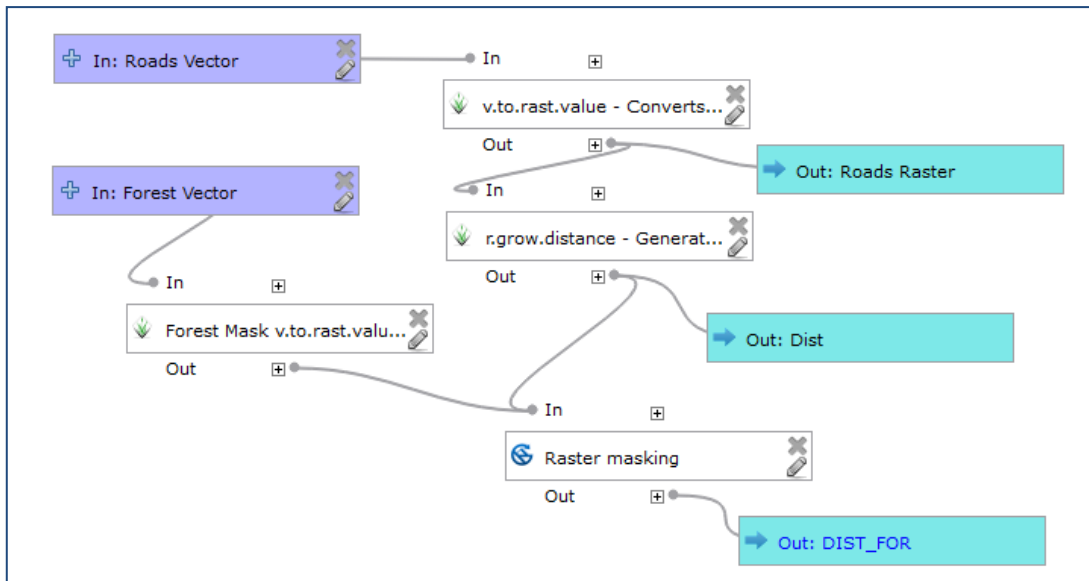 In: Roads Vector
In
v.to.rast.value - Converts...
Out
Out: Roads Raster
In: Forest Vector
In
r.grow.distance - Generat...
Out
In
Forest Mask v.to.rast.valu...
Out: Dist
Out
In
Raster masking
Out
Out: DIST_FOR